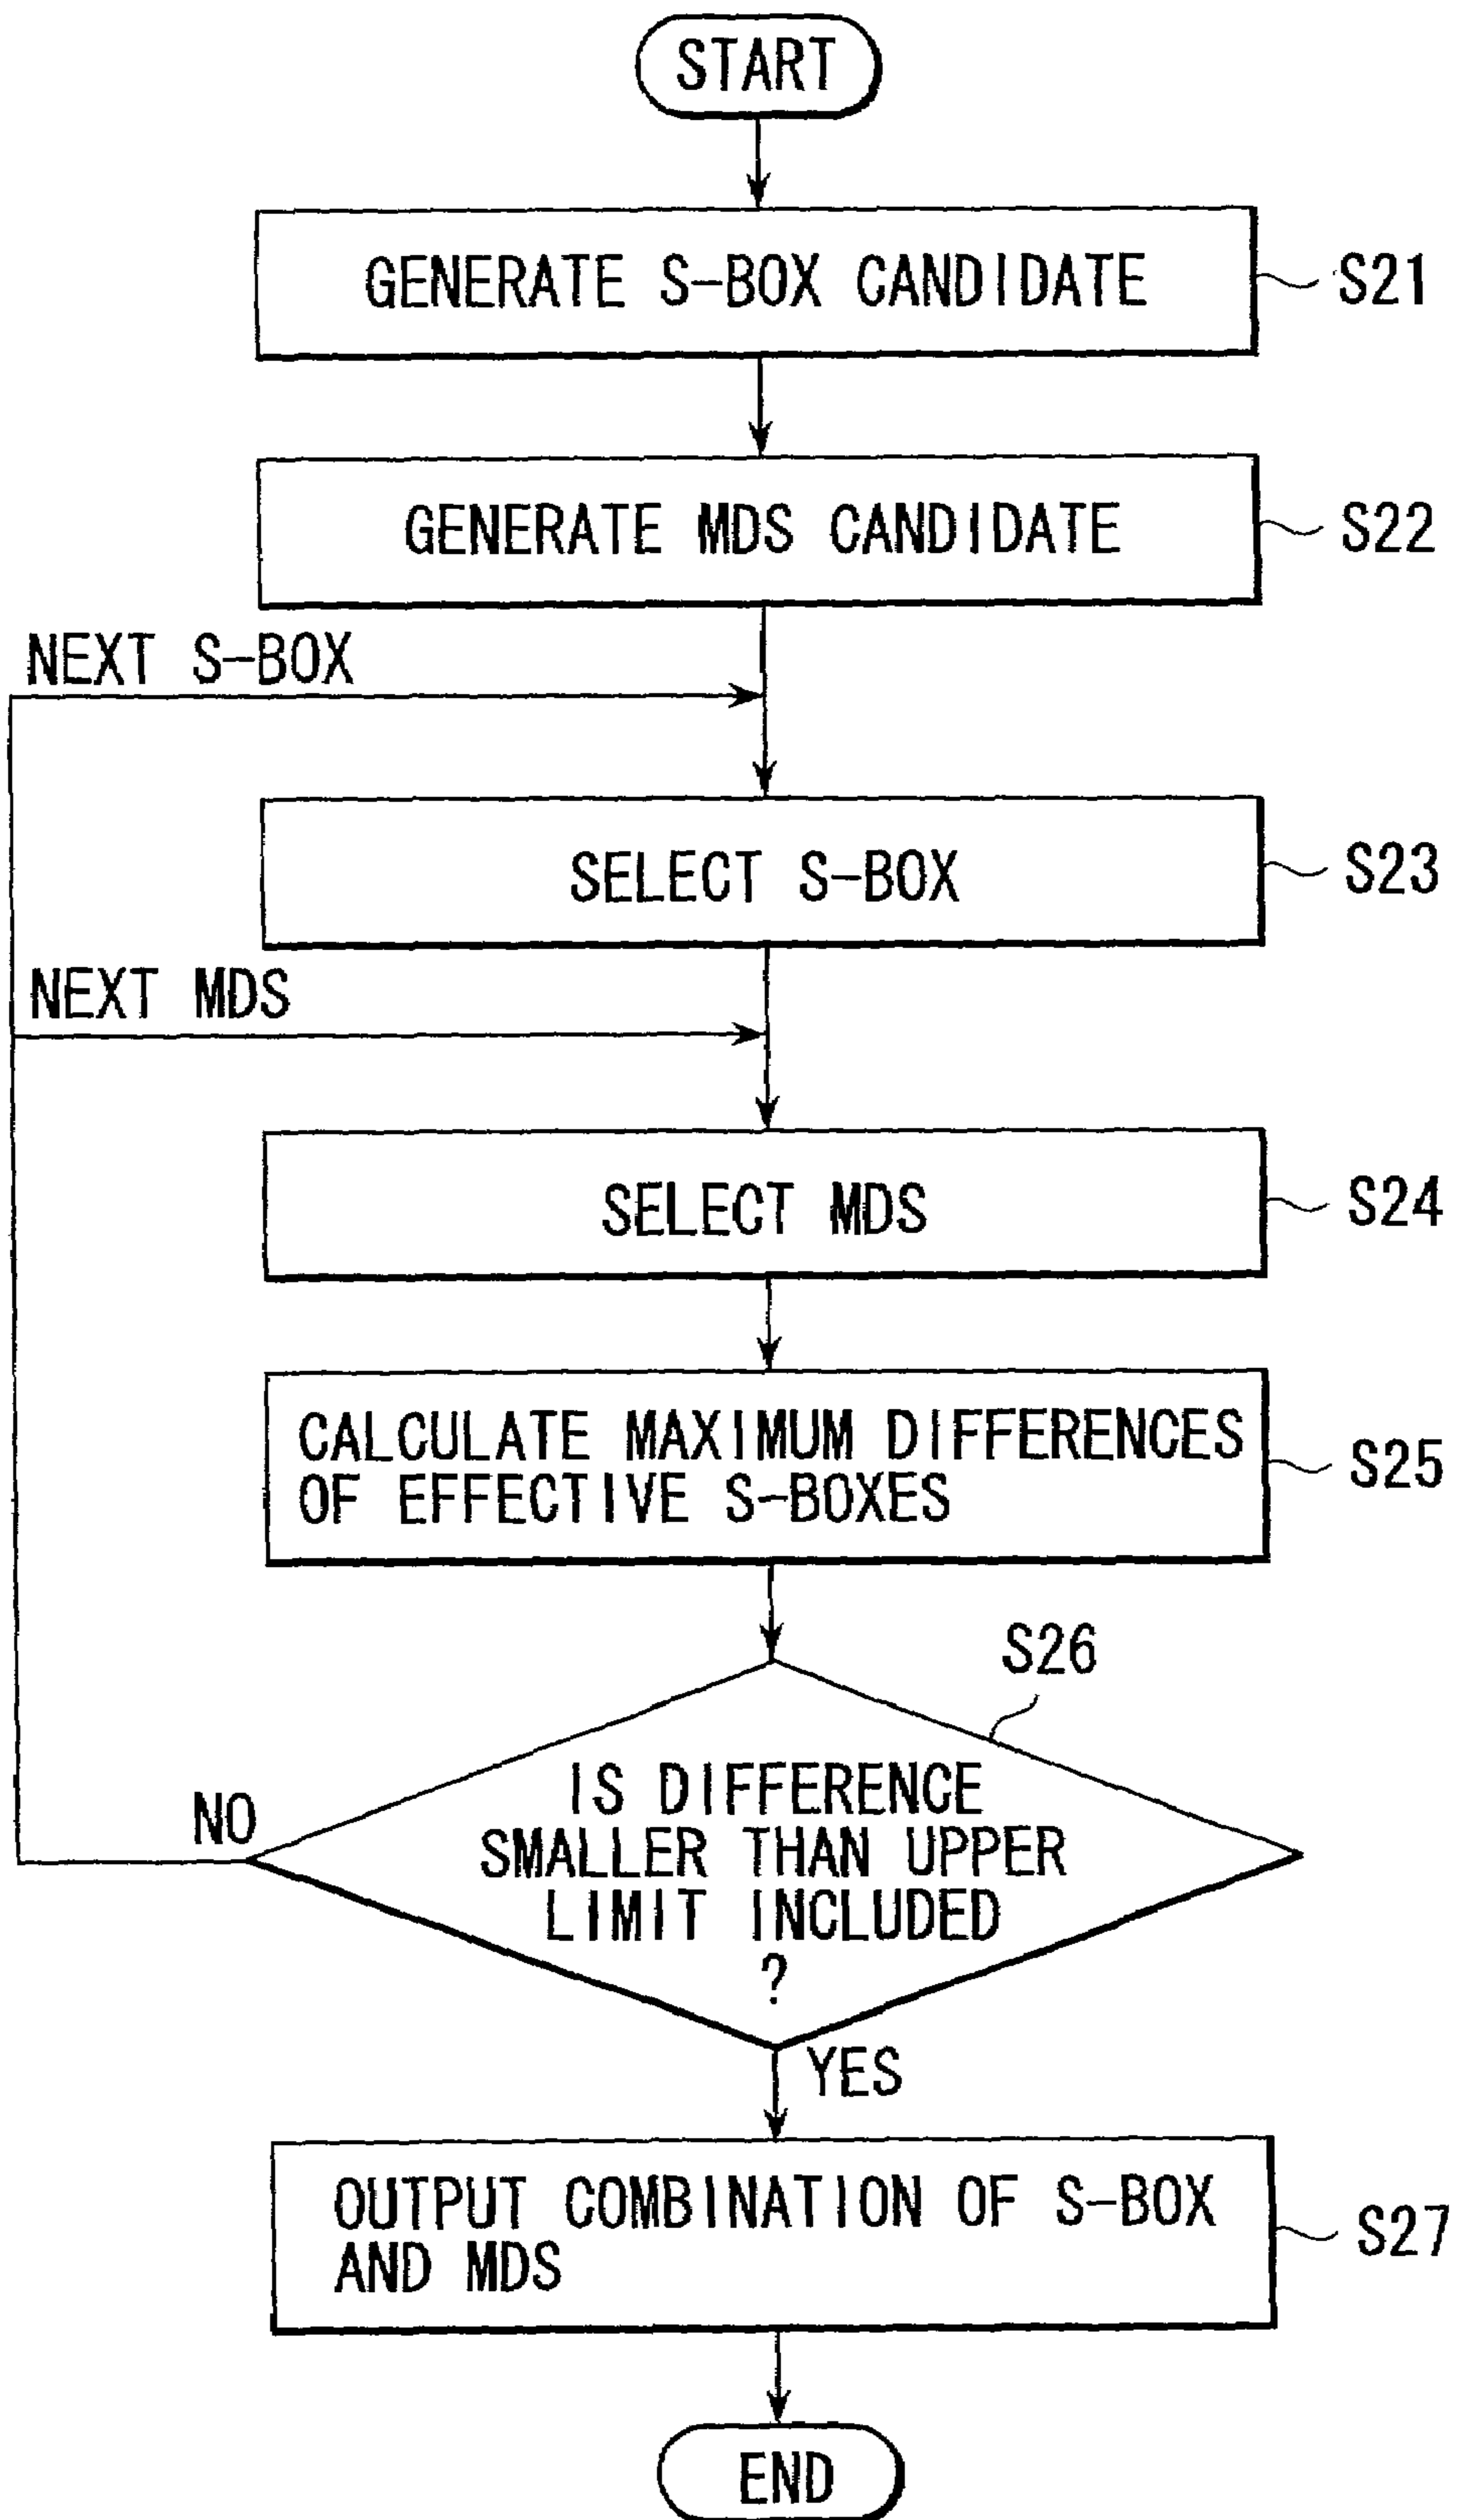 START
GENERATE S-BOX CANDIDATE
S21
GENERATE MDS CANDIDATE
S22
NEXT S-BOX
SELECT S-BOX
S23
NEXT MDS
SELECT MDS
S24
CALCULATE MAXIMUM DIFFERENCES
OF EFFECTIVE S-BOXES
S25
S26
IS DIFFERENCE
SMALLER THAN UPPER
LIMIT INCLUDED
?
NO
YES
OUTPUT COMBINATION OF S-BOX
AND MDS
S27
END